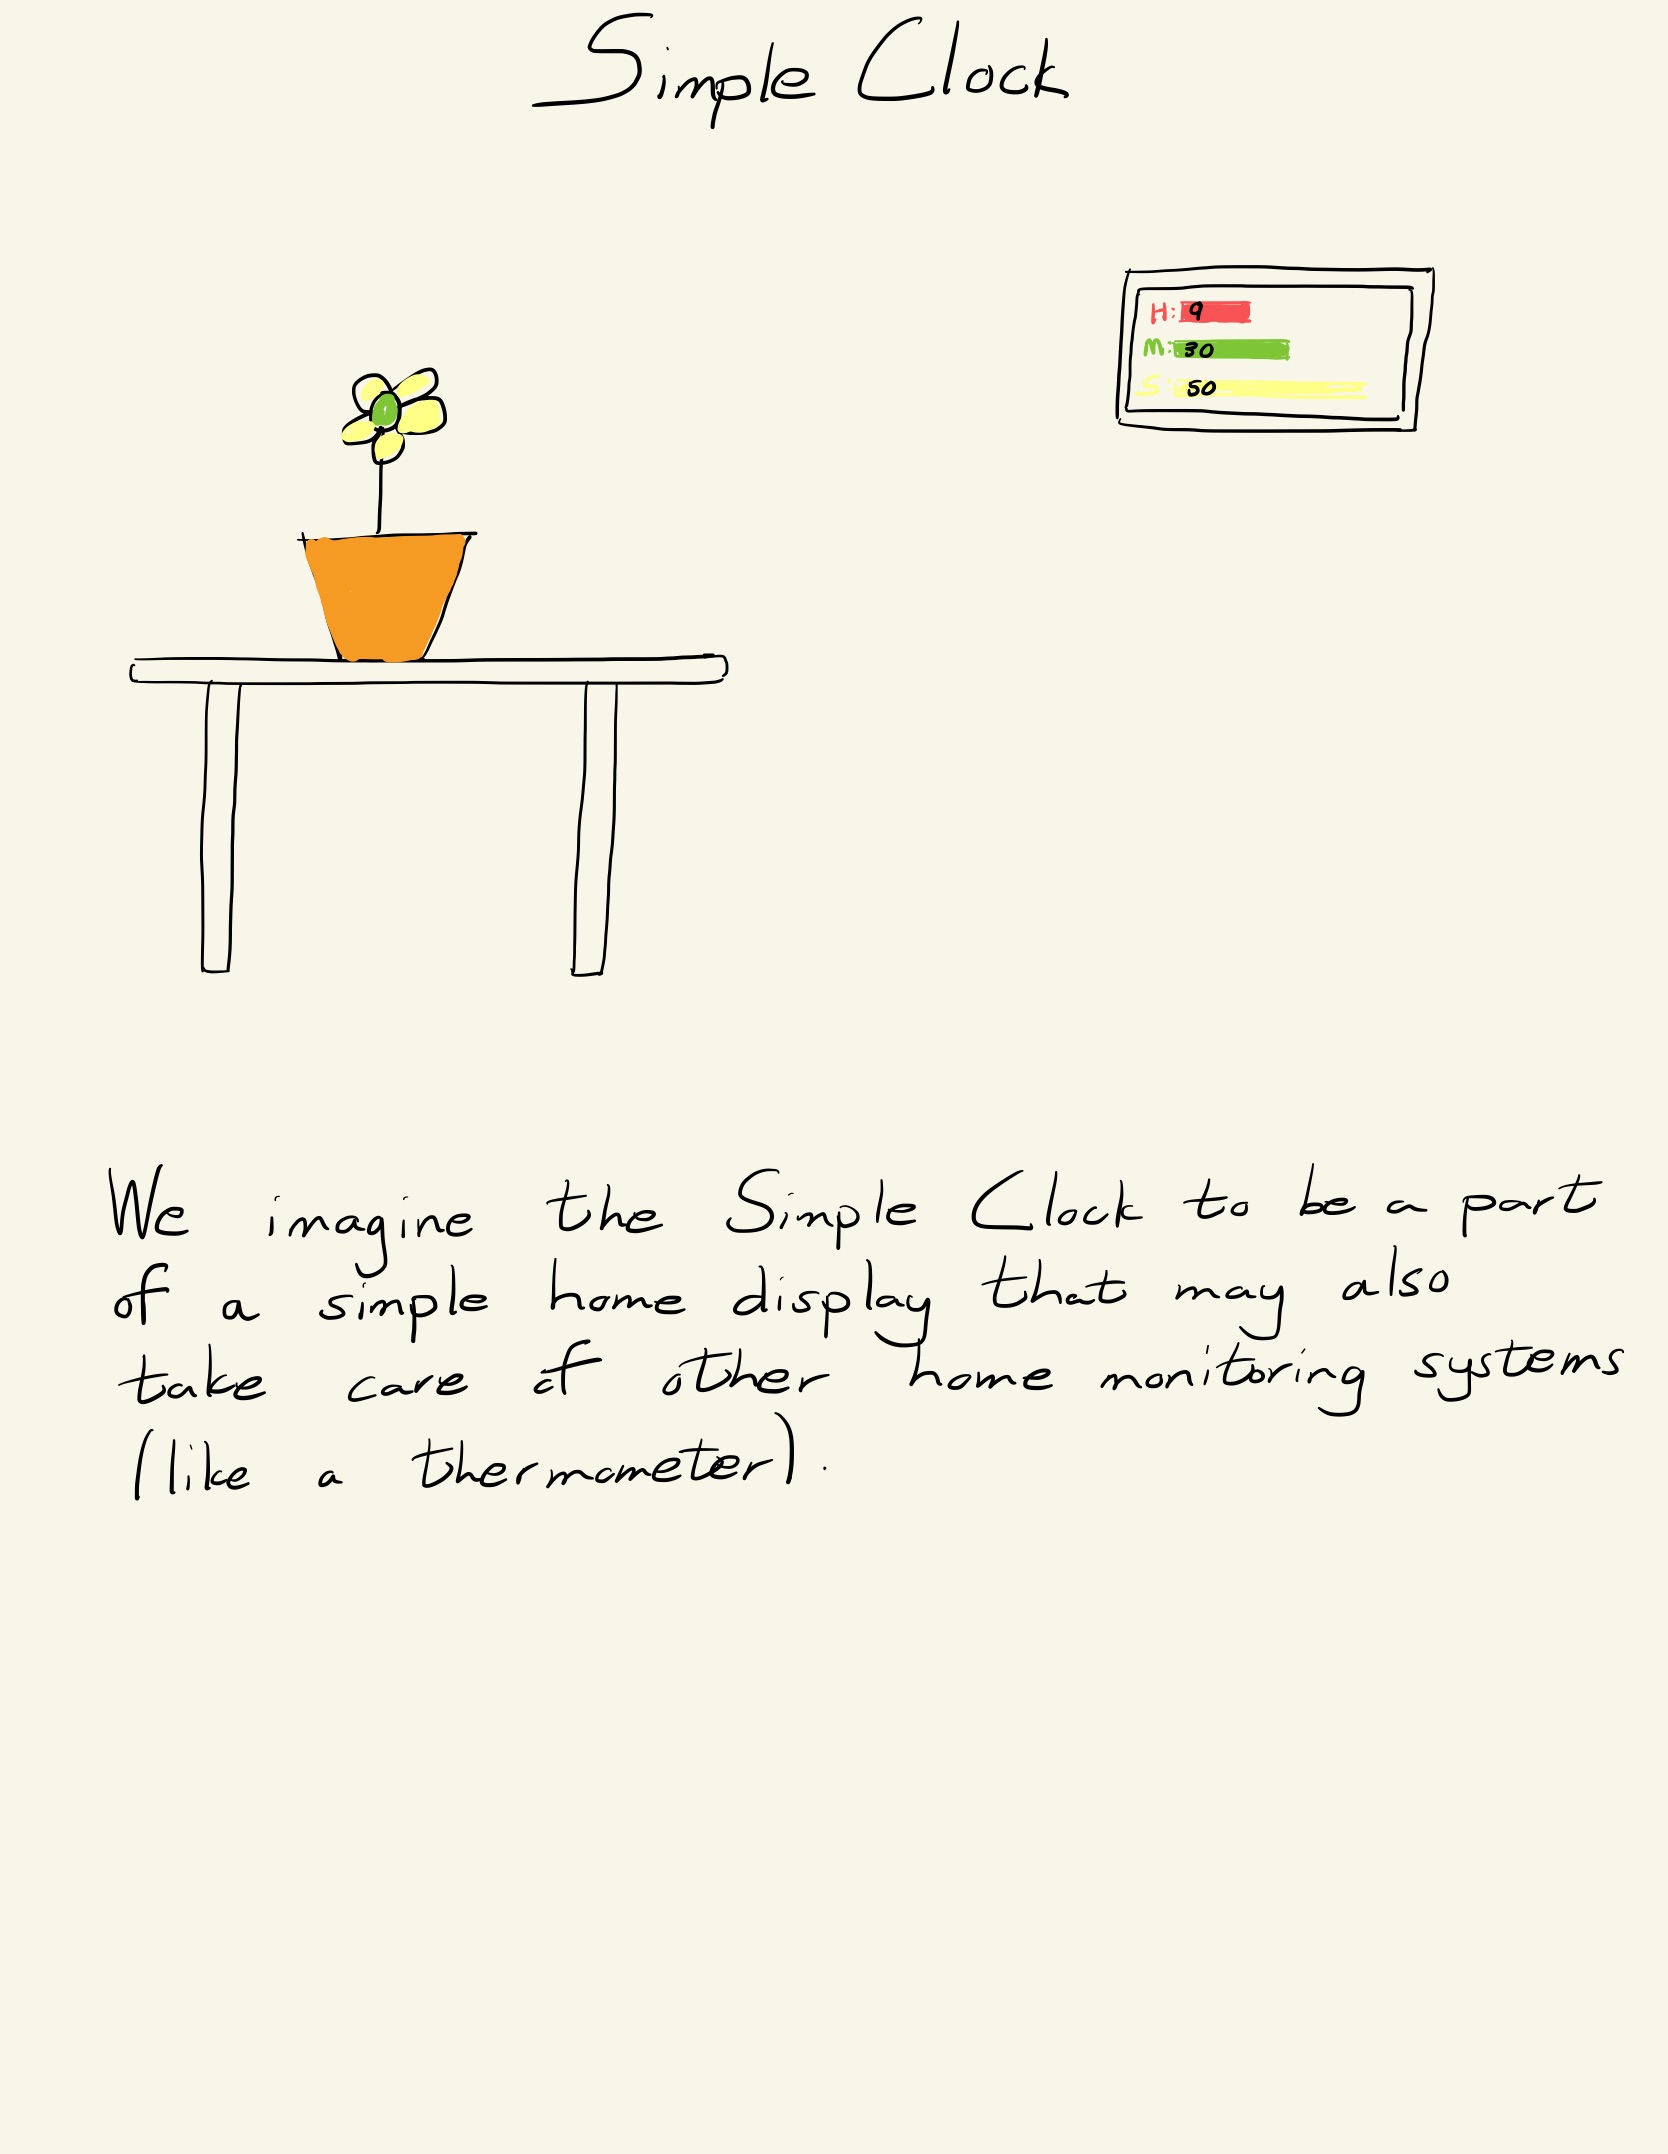 Simple Clock
H: 9
M: 30
S: 50
We imagine the Simple Clock to be a part
of a simple home display that may also
take care of other home monitoring systems
(like a thermometer).